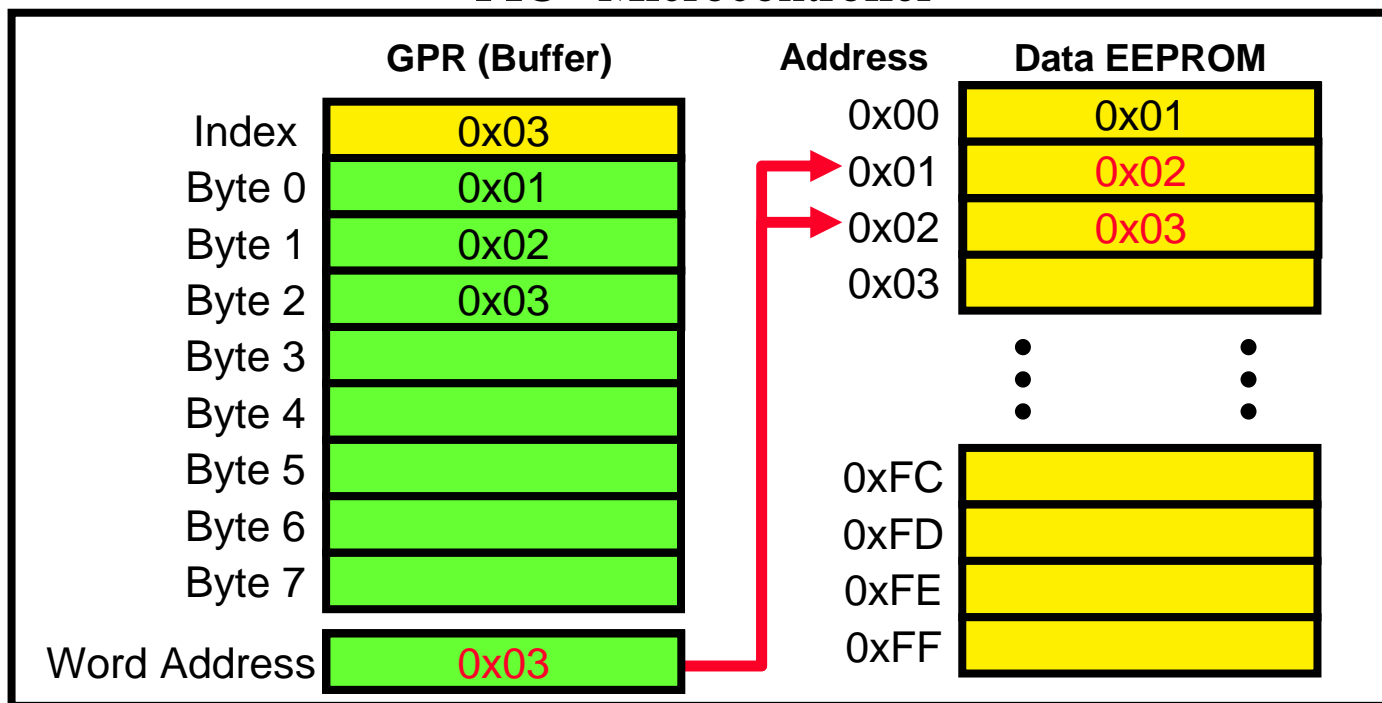 GPR (Buffer)
Address Data EEPROM
Index 0x03
Byte 0 0x01
Byte 1 0x02
Byte 2 0x03
Byte 3
Byte 4
Byte 5
Byte 6
Byte 7
Word Address 0x03
0x00 0x01
0x01 0x02
0x02 0x03
0x03
0xFC
0xFD
0xFE
0xFF